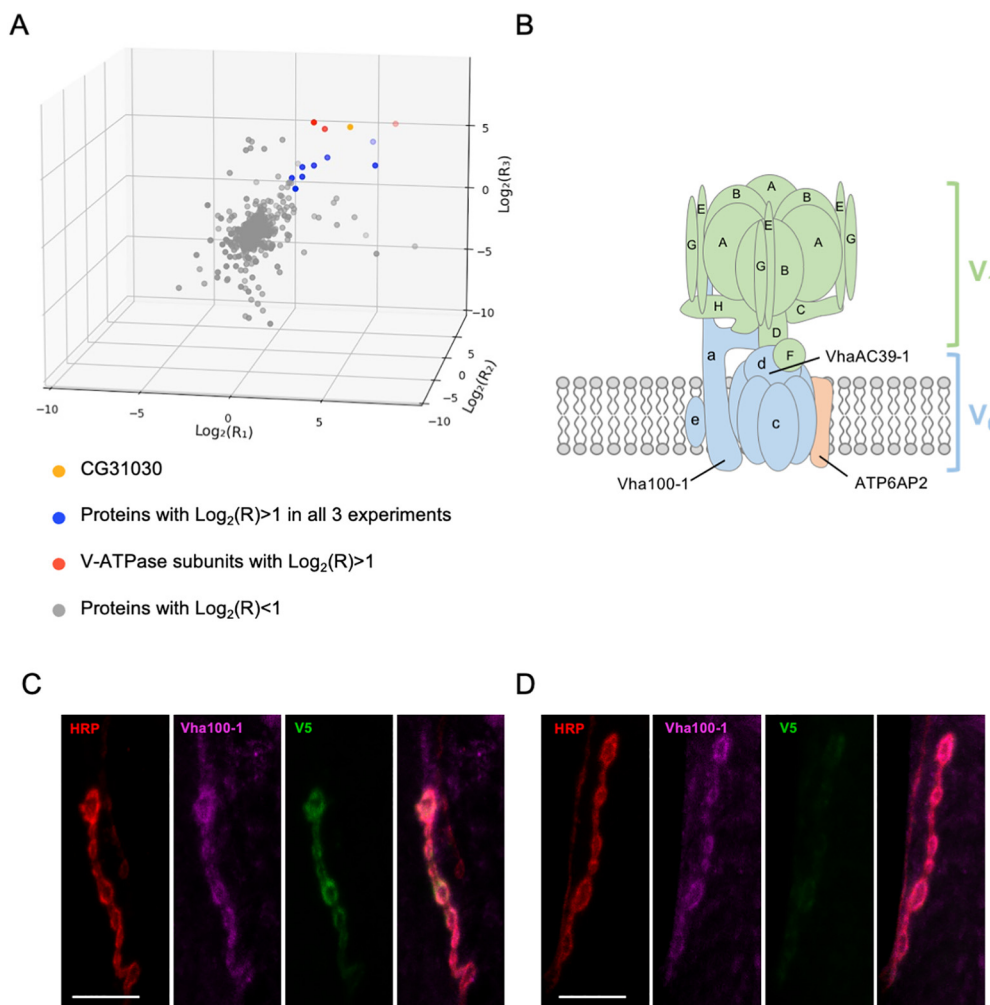 A
B
5
0
−5
−10
Log₂(R₃)
5
0
−5
−10
Log₂(R₂)
−10
−5
0
5
Log₂(R₁)
CG31030
Proteins with Log₂(R)>1 in all 3 experiments
V-ATPase subunits with Log₂(R)>1
Proteins with Log₂(R)<1
A
B
B
E
E
E
G
A
A
G
G
B
H
C
D
a
d
F
VhaAC39-1
e
c
Vha100-1
ATP6AP2
V
V
C
D
HRP
Vha100-1
V5
HRP
Vha100-1
V5